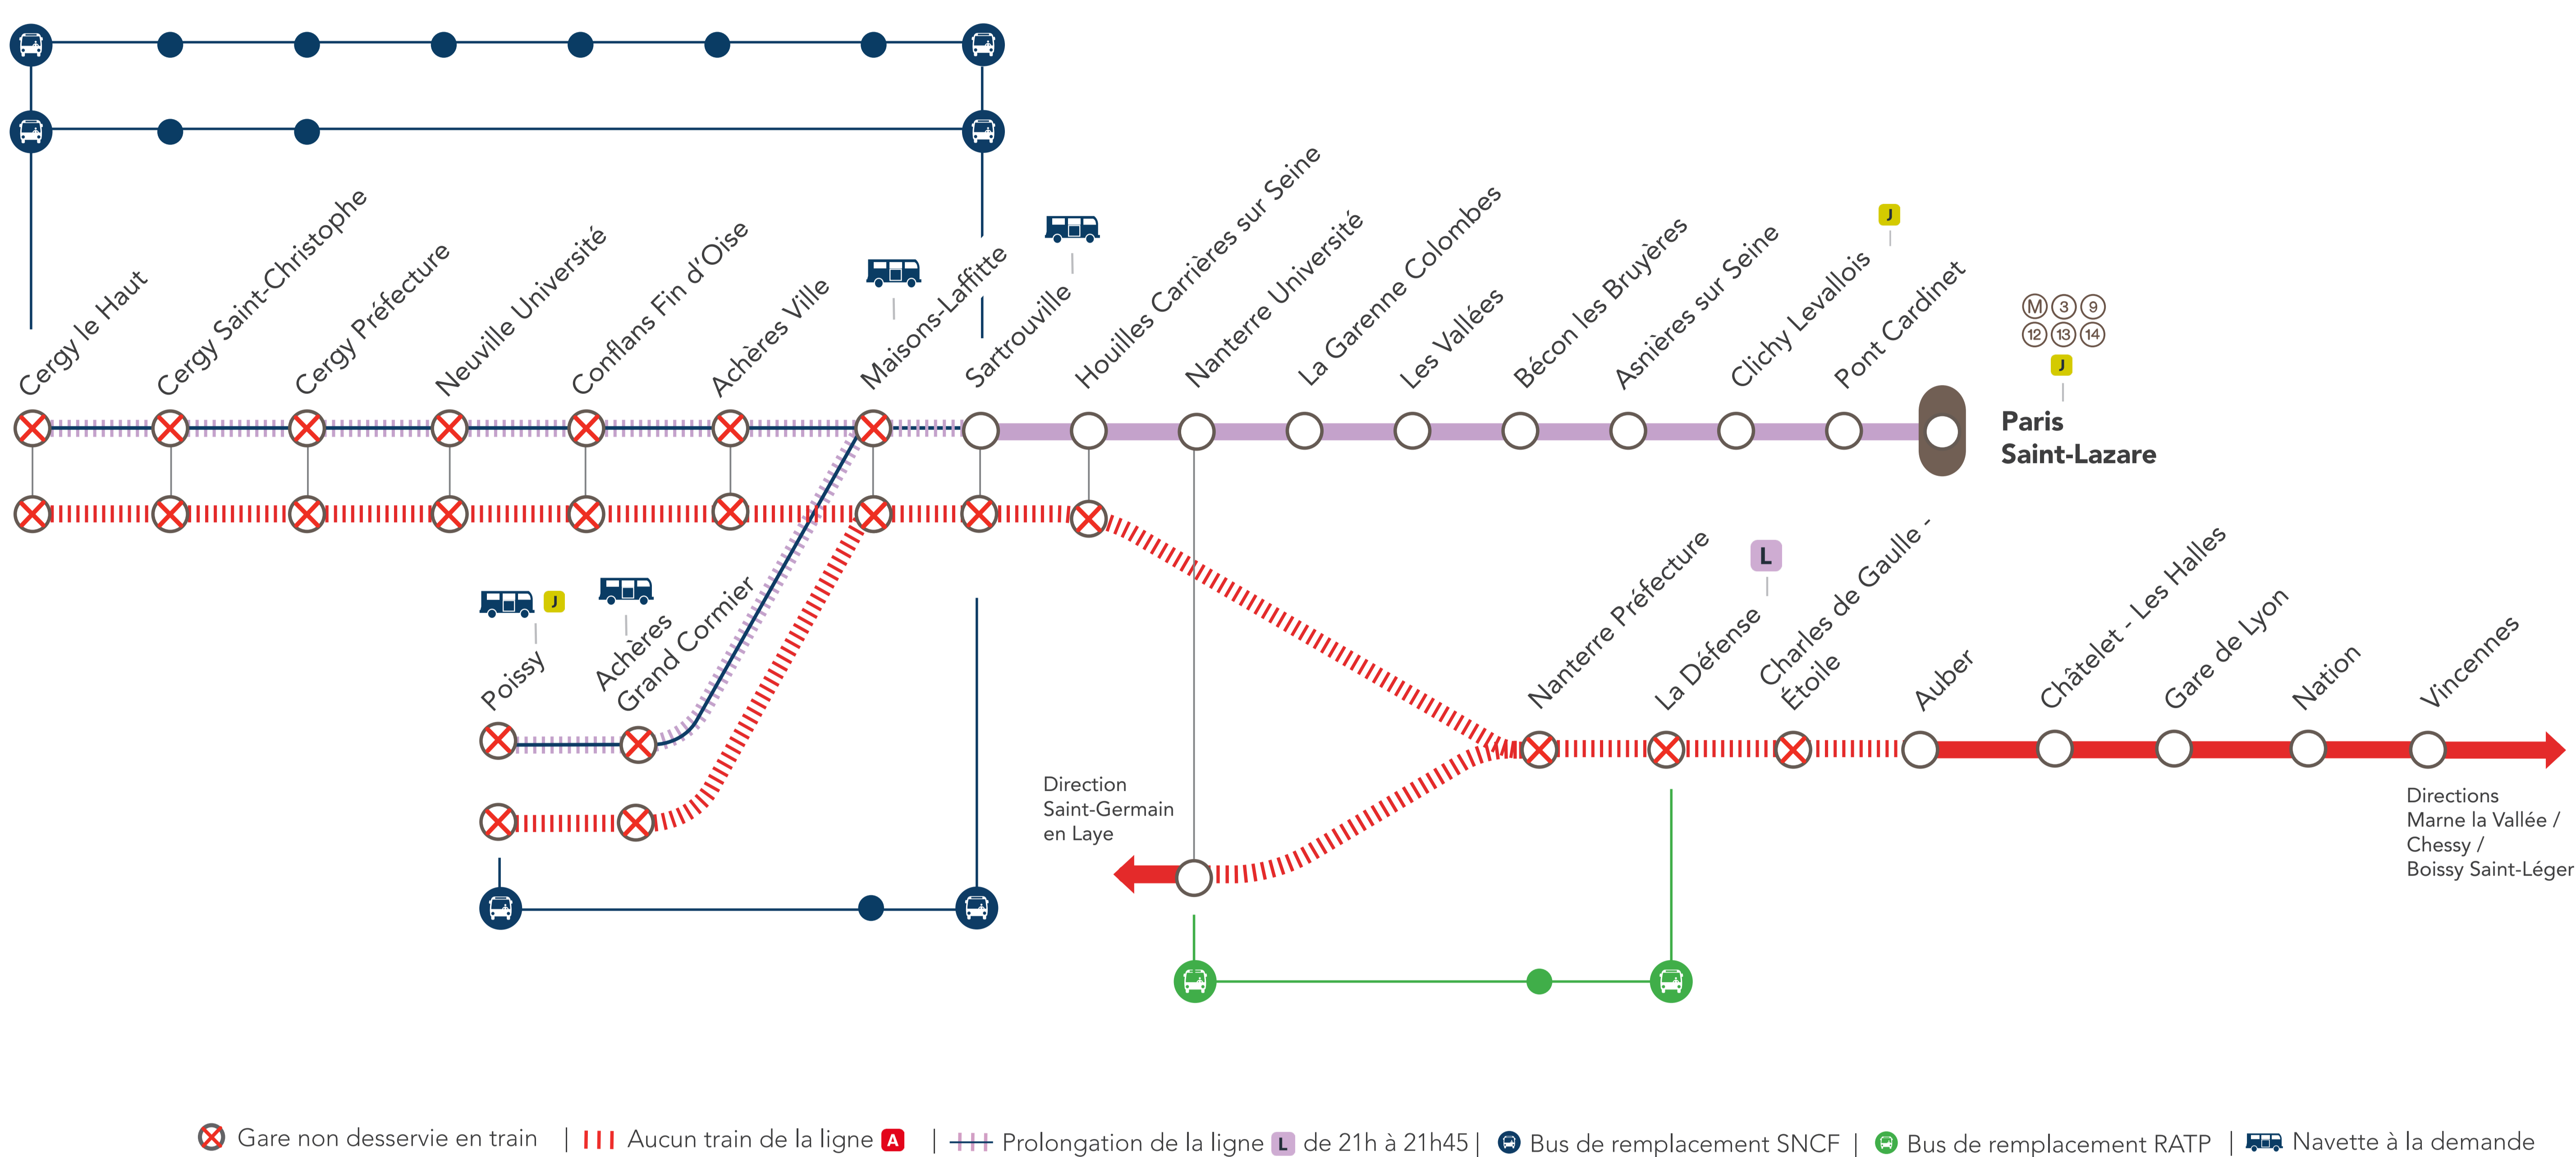 Cergy le Haut
Cergy Saint-Christophe
Cergy Préfecture
Neuville Université
Conflans Fin d'Oise
Achères Ville
Maisons-Laffitte
Sartrouville
Houilles Carrières sur Seine
Nanterre Université
La Garenne Colombes
Les Vallées
Bécon les Bruyères
Asnières sur Seine
Clichy Levallois
J
Pont Cardinet
M 3 9
12 13 14
J
Paris
Saint-Lazare
J
Poissy
Achères
Grand Cormier
Nanterre Préfecture
L
La Défense
Charles de Gaulle -
Étoile
Auber
Châtelet - Les Halles
Gare de Lyon
Nation
Vincennes
Direction
Saint-Germain
en Laye
Directions
Marne la Vallée /
Chessy /
Boissy Saint-Léger
Gare non desservie en train | Aucun train de la ligne A | Prolongation de la ligne L de 21h à 21h45 | Bus de remplacement SNCF | Bus de remplacement RATP | Navette à la demande